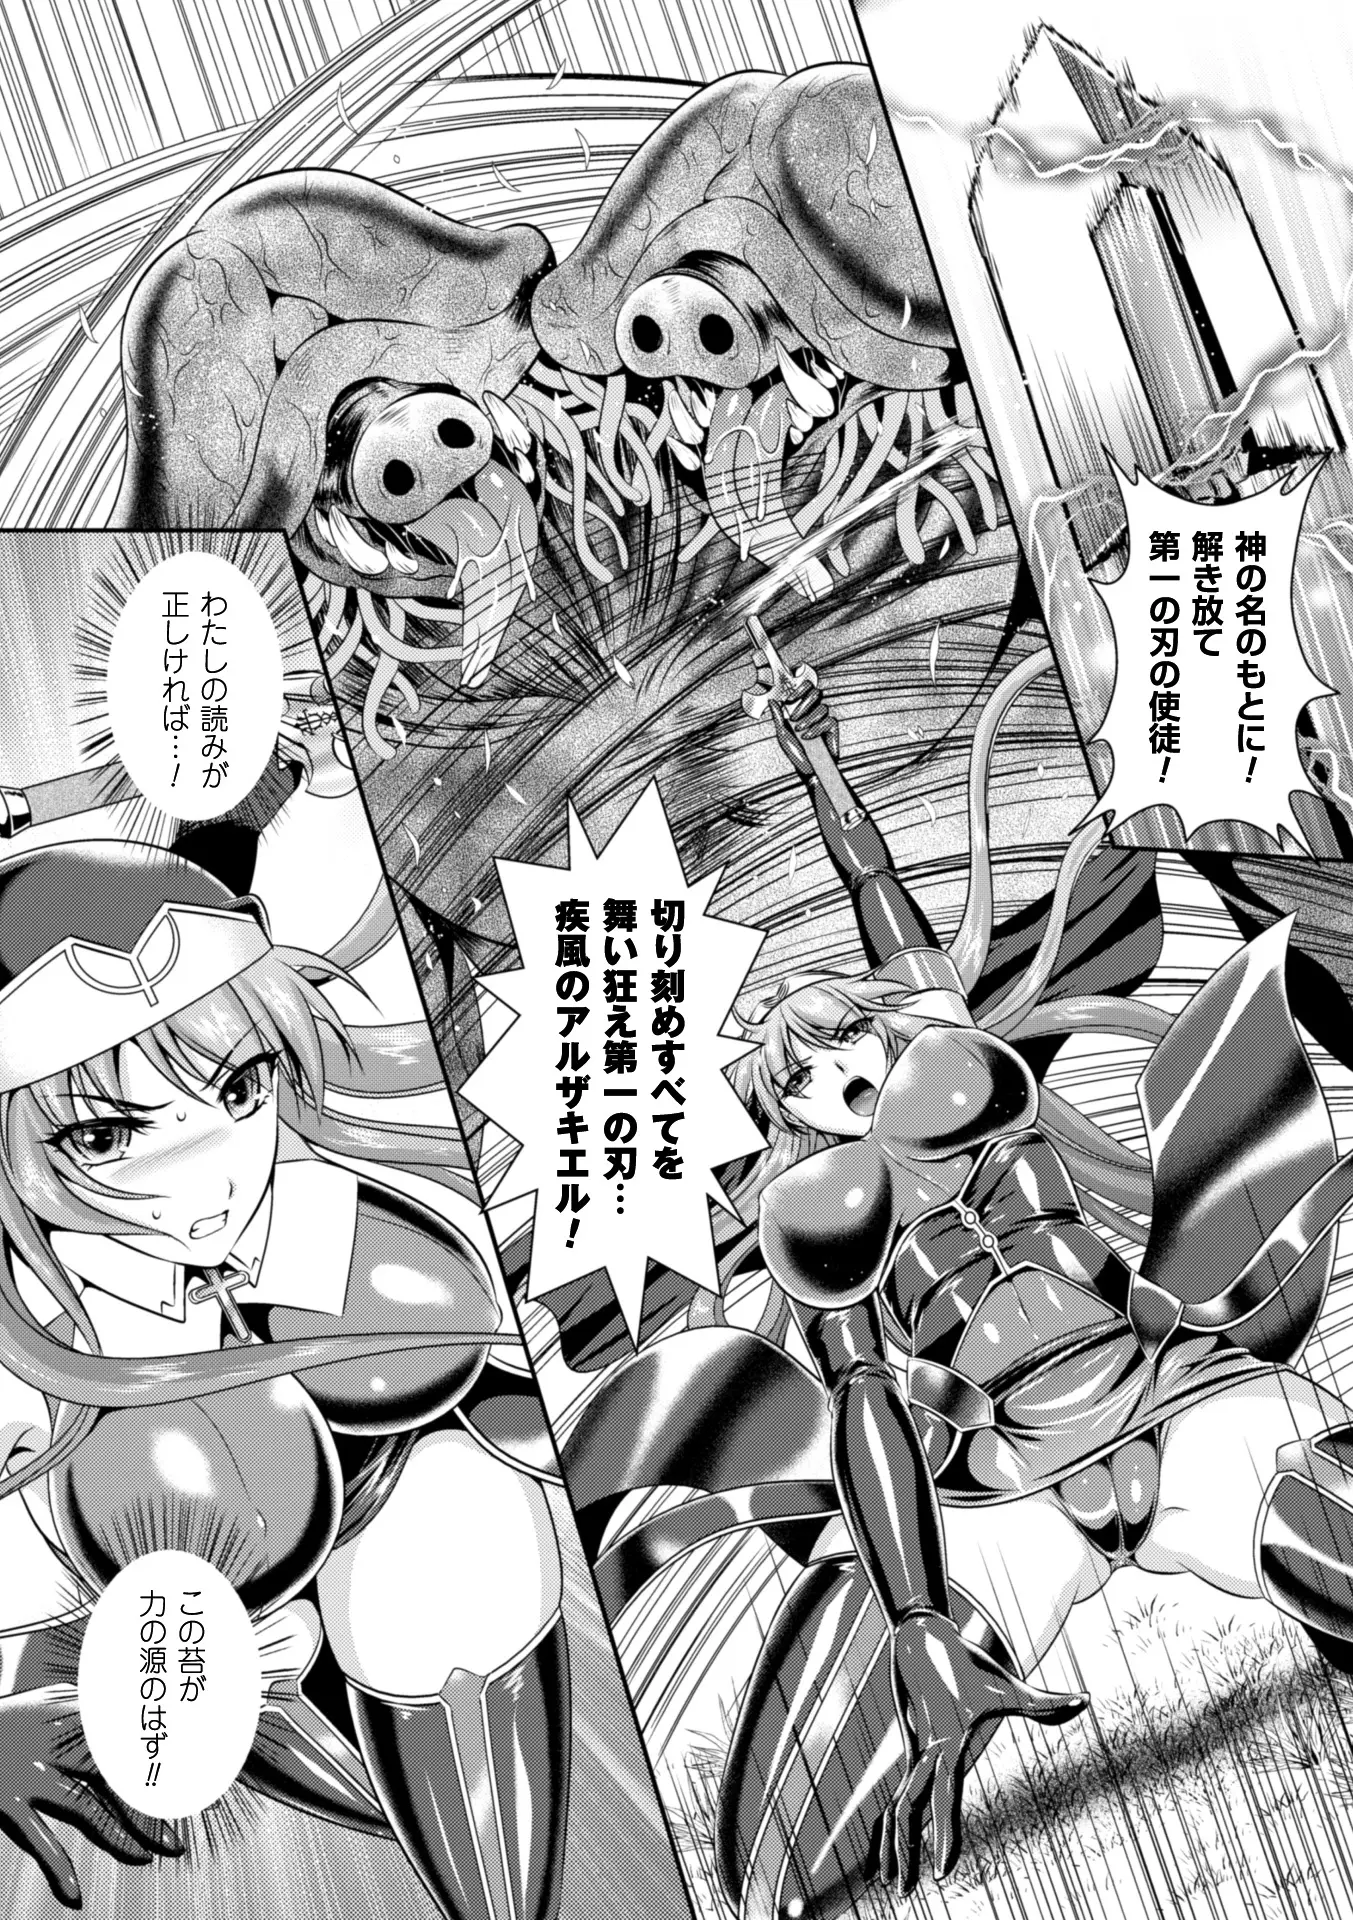 神の名のもとに!
解き放て
第一の刃の使徒!
切り刻めすべてを
舞い狂え第一の刃…
疾風のアルザキエル!
わたしの読みが
正しければ…!
この苔が
力の源のはず!!